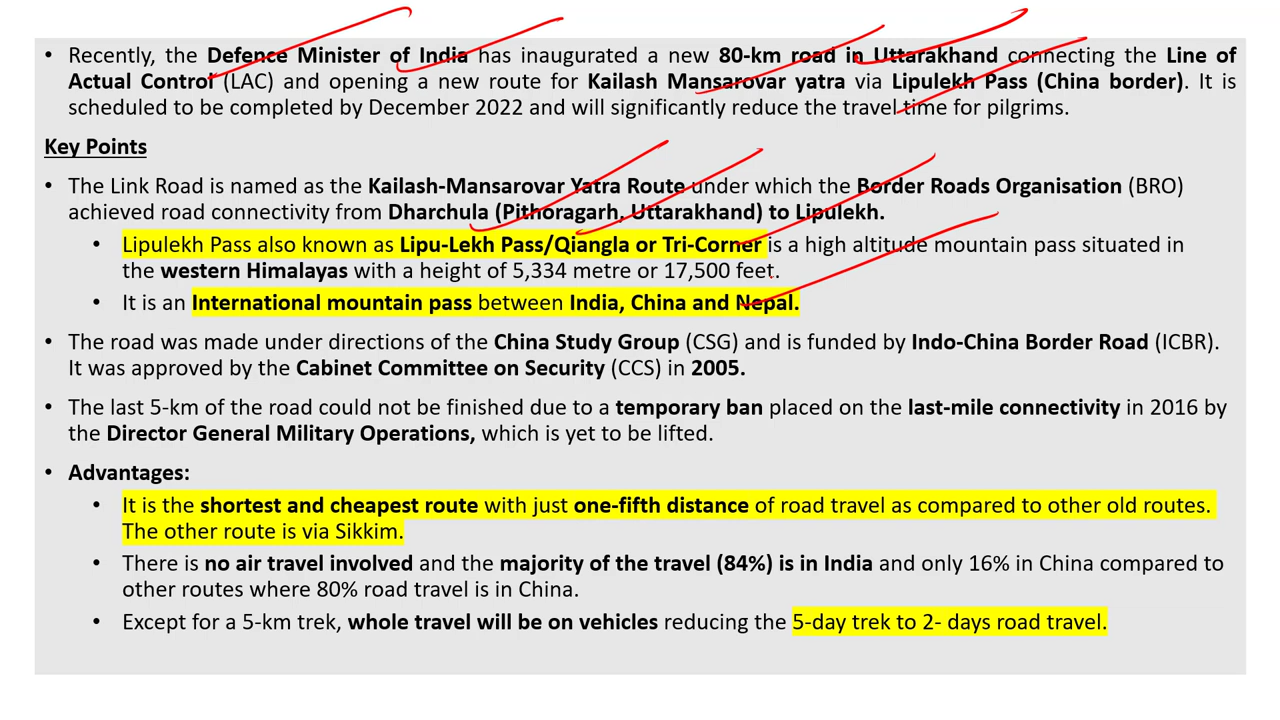 • Recently, the Defence Minister of India has inaugurated a new 80-km road in Uttarakhand connecting the Line of
Actual Control (LAC) and opening a new route for Kailash Mansarovar yatra via Lipulekh Pass (China border). It is
scheduled to be completed by December 2022 and will significantly reduce the travel time for pilgrims.
Key Points
• The Link Road is named as the Kailash-Mansarovar Yatra Route under which the Border Roads Organisation (BRO)
achieved road connectivity from Dharchula (Pithoragarh, Uttarakhand) to Lipulekh.
• Lipulekh Pass also known as Lipu-Lekh Pass/Qiangla or Tri-Corner is a high altitude mountain pass situated in
the western Himalayas with a height of 5,334 metre or 17,500 feet.
• It is an International mountain pass between India, China and Nepal.
• The road was made under directions of the China Study Group (CSG) and is funded by Indo-China Border Road (ICBR).
It was approved by the Cabinet Committee on Security (CCS) in 2005.
• The last 5-km of the road could not be finished due to a temporary ban placed on the last-mile connectivity in 2016 by
the Director General Military Operations, which is yet to be lifted.
• Advantages:
• It is the shortest and cheapest route with just one-fifth distance of road travel as compared to other old routes.
The other route is via Sikkim.
• There is no air travel involved and the majority of the travel (84%) is in India and only 16% in China compared to
other routes where 80% road travel is in China.
• Except for a 5-km trek, whole travel will be on vehicles reducing the 5-day trek to 2- days road travel.